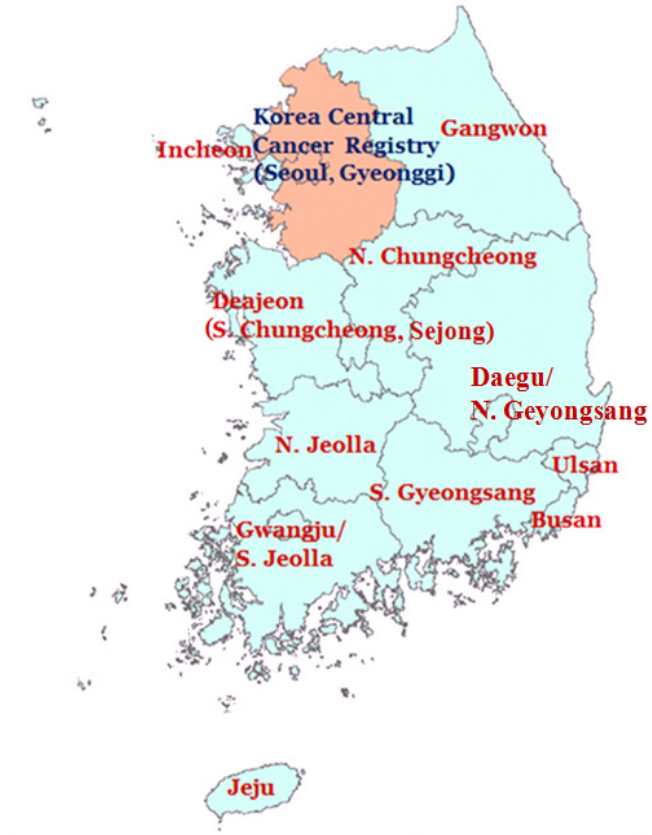 Korea Central
Cancer Registry
(Seoul, Gyeonggi)
Gangwon
Incheon
N. Chungcheong
Deajeon
(S. Chungcheong, Sejong)
Daegu/
N. Geyongsang
N. Jeolla
Ulsan
S. Gyeongsang
Busan
Gwangju/
S. Jeolla
Jeju